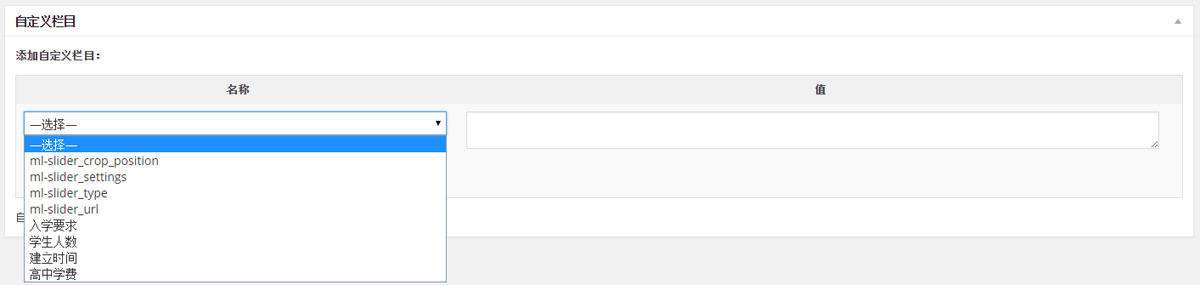 自定义栏目
添加自定义栏目：
名称
值
—选择—
—选择—
ml-slider_crop_position
ml-slider_settings
ml-slider_type
ml-slider_url
入学要求
学生人数
建立时间
高中学费